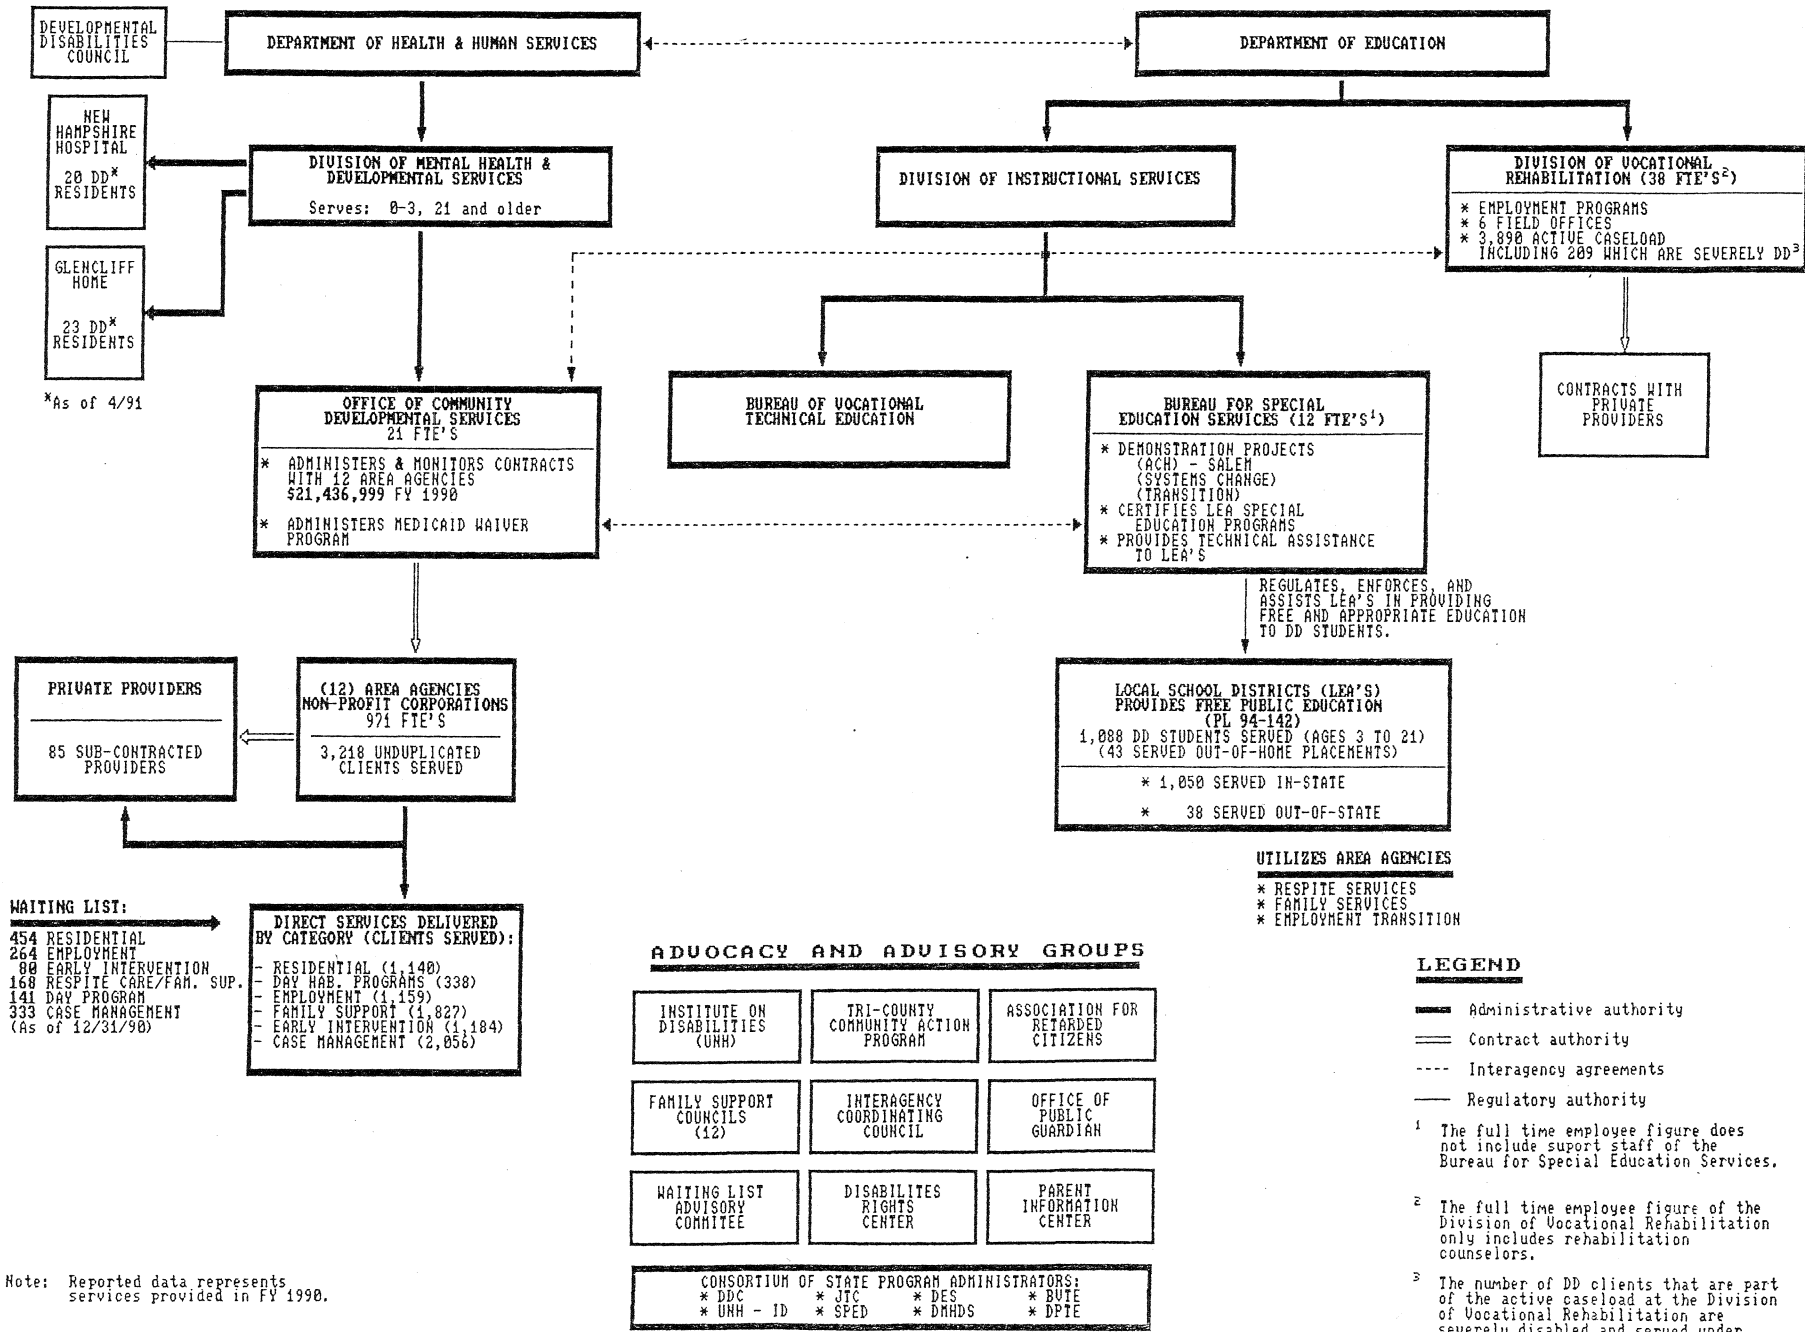 DEVELOPMENTAL
DISABILITIES
COUNCIL
DEPARTMENT OF HEALTH & HUMAN SERVICES
DEPARTMENT OF EDUCATION
NEW
HAMPSHIRE
HOSPITAL
20 DD*
RESIDENTS
DIVISION OF MENTAL HEALTH &
DEVELOPMENTAL SERVICES
Serves: 0-3, 21 and older
DIVISION OF INSTRUCTIONAL SERVICES
DIVISION OF VOCATIONAL
REHABILITATION (38 FTE'S²)
* EMPLOYMENT PROGRAMS
* 6 FIELD OFFICES
* 3,890 ACTIVE CASELOAD
INCLUDING 209 WHICH ARE SEVERELY DD³
GLENCLIFF
HOME
23 DD*
RESIDENTS
*As of 4/91
OFFICE OF COMMUNITY
DEVELOPMENTAL SERVICES
21 FTE'S
* ADMINISTERS & MONITORS CONTRACTS
WITH 12 AREA AGENCIES
$21,436,999 FY 1990
* ADMINISTERS MEDICAID WAIVER
PROGRAM
BUREAU OF VOCATIONAL
TECHNICAL EDUCATION
BUREAU FOR SPECIAL
EDUCATION SERVICES (12 FTE'S¹)
* DEMONSTRATION PROJECTS
(ACH) - SALEM
(SYSTEMS CHANGE)
(TRANSITION)
* CERTIFIES LEA SPECIAL
EDUCATION PROGRAMS
* PROVIDES TECHNICAL ASSISTANCE
TO LEA'S
CONTRACTS WITH
PRIVATE
PROVIDERS
REGULATES, ENFORCES, AND
ASSISTS LEA'S IN PROVIDING
FREE AND APPROPRIATE EDUCATION
TO DD STUDENTS.
PRIVATE PROVIDERS
85 SUB-CONTRACTED
PROVIDERS
(12) AREA AGENCIES
NON-PROFIT CORPORATIONS
971 FTE'S
3,218 UNDUPLICATED
CLIENTS SERVED
LOCAL SCHOOL DISTRICTS (LEA'S)
PROVIDES FREE PUBLIC EDUCATION
(PL 94-142)
1,088 DD STUDENTS SERVED (AGES 3 TO 21)
(43 SERVED OUT-OF-HOME PLACEMENTS)
* 1,050 SERVED IN-STATE
* 38 SERVED OUT-OF-STATE
UTILIZES AREA AGENCIES
* RESPITE SERVICES
* FAMILY SERVICES
* EMPLOYMENT TRANSITION
WAITING LIST:
454 RESIDENTIAL
264 EMPLOYMENT
80 EARLY INTERVENTION
168 RESPITE CARE/FAM. SUP.
141 DAY PROGRAM
333 CASE MANAGEMENT
(As of 12/31/90)
DIRECT SERVICES DELIVERED
BY CATEGORY (CLIENTS SERVED):
- RESIDENTIAL (1,140)
- DAY HAB. PROGRAMS (338)
- EMPLOYMENT (1,159)
- FAMILY SUPPORT (1,827)
- EARLY INTERVENTION (1,184)
- CASE MANAGEMENT (2,056)
ADVOCACY AND ADVISORY GROUPS
INSTITUTE ON
DISABILITIES
(UNH)
TRI-COUNTY
COMMUNITY ACTION
PROGRAM
ASSOCIATION FOR
RETARDED
CITIZENS
FAMILY SUPPORT
COUNCILS
(12)
INTERAGENCY
COORDINATING
COUNCIL
OFFICE OF
PUBLIC
GUARDIAN
WAITING LIST
ADVISORY
COMMITEE
DISABILITES
RIGHTS
CENTER
PARENT
INFORMATION
CENTER
CONSORTIUM OF STATE PROGRAM ADMINISTRATORS:
* DDC * JTC * DES * BVTE
* UNH - ID * SPED * DMHDS * DPTE
LEGEND
Administrative authority
Contract authority
Interagency agreements
Regulatory authority
¹ The full time employee figure does
not include suport staff of the
Bureau for Special Education Services.
² The full time employee figure of the
Division of Vocational Rehabilitation
only includes rehabilitation
counselors.
³ The number of DD clients that are part
of the active caseload at the Division
of Vocational Rehabilitation are
severely disabled and served under
Note: Reported data represents
services provided in FY 1990.